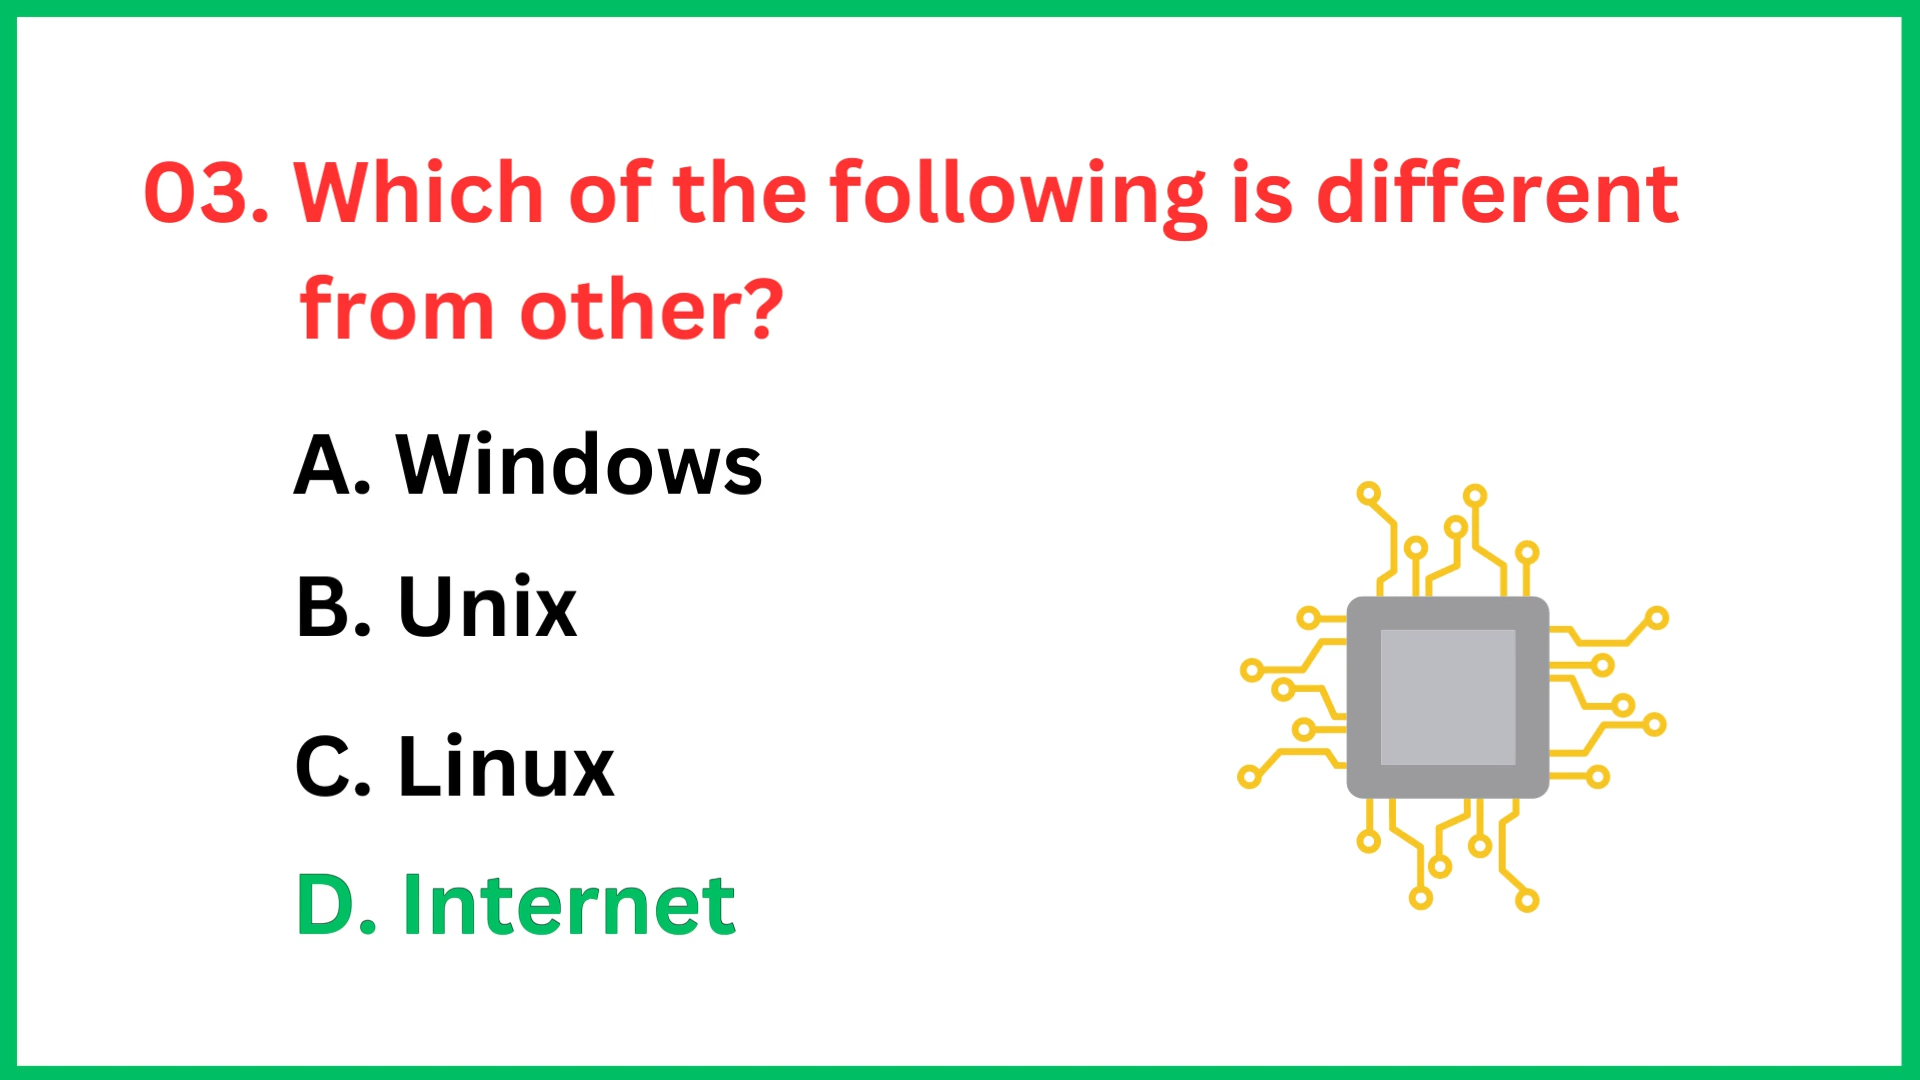 03. Which of the following is different
from other?
A. Windows
B. Unix
C. Linux
D. Internet